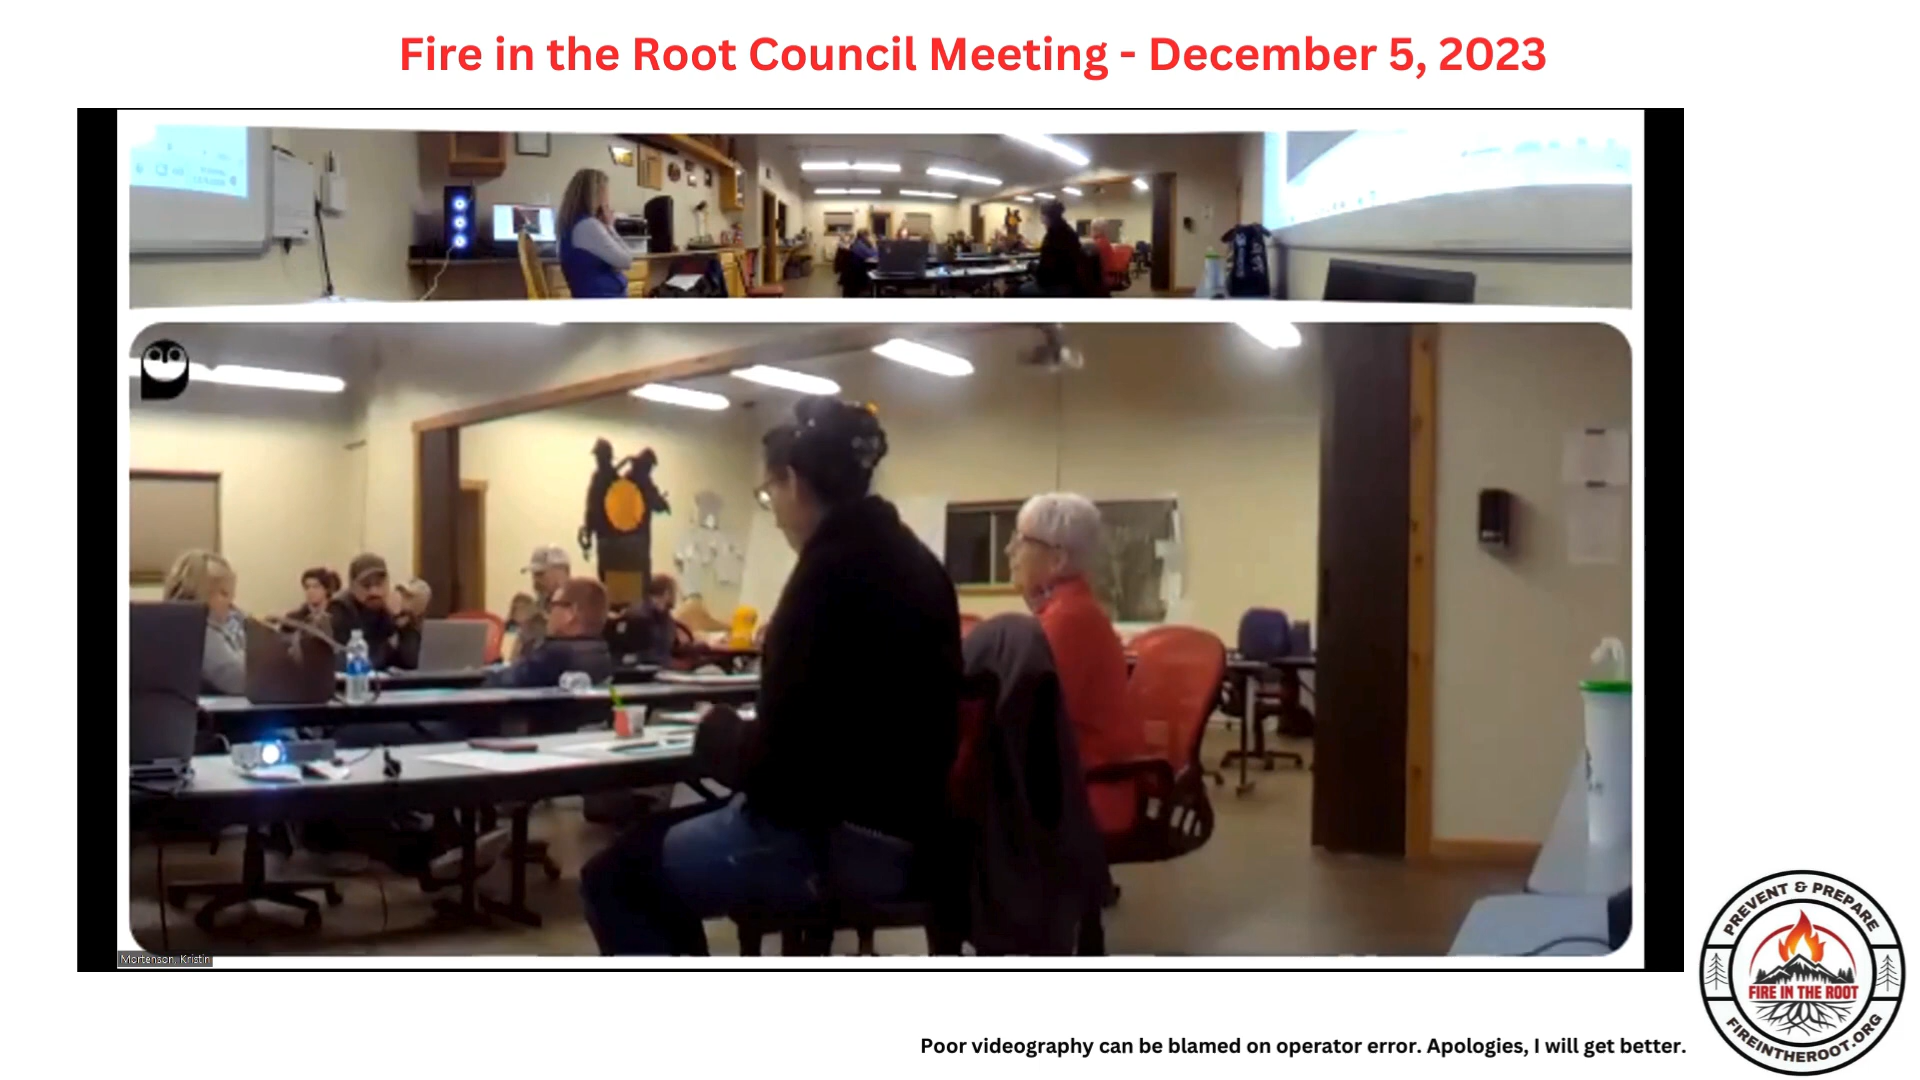 Fire in the Root Council Meeting - December 5, 2023
Mortenson, Kristin
PREVENT & PREPARE
FIRE IN THE ROOT
FIREINTHEROOT.ORG
Poor videography can be blamed on operator error. Apologies, I will get better.